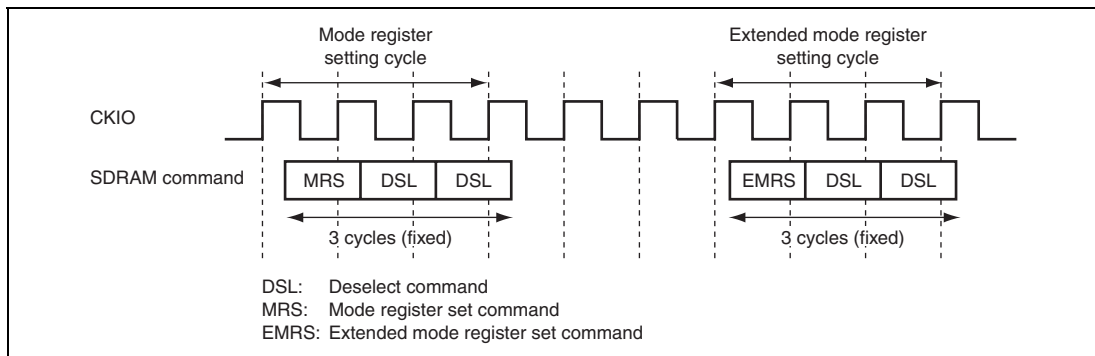 Mode register
setting cycle
Extended mode register
setting cycle
CKIO
SDRAM command
MRS DSL DSL
EMRS DSL DSL
3 cycles (fixed)
3 cycles (fixed)
DSL: Deselect command
MRS: Mode register set command
EMRS: Extended mode register set command